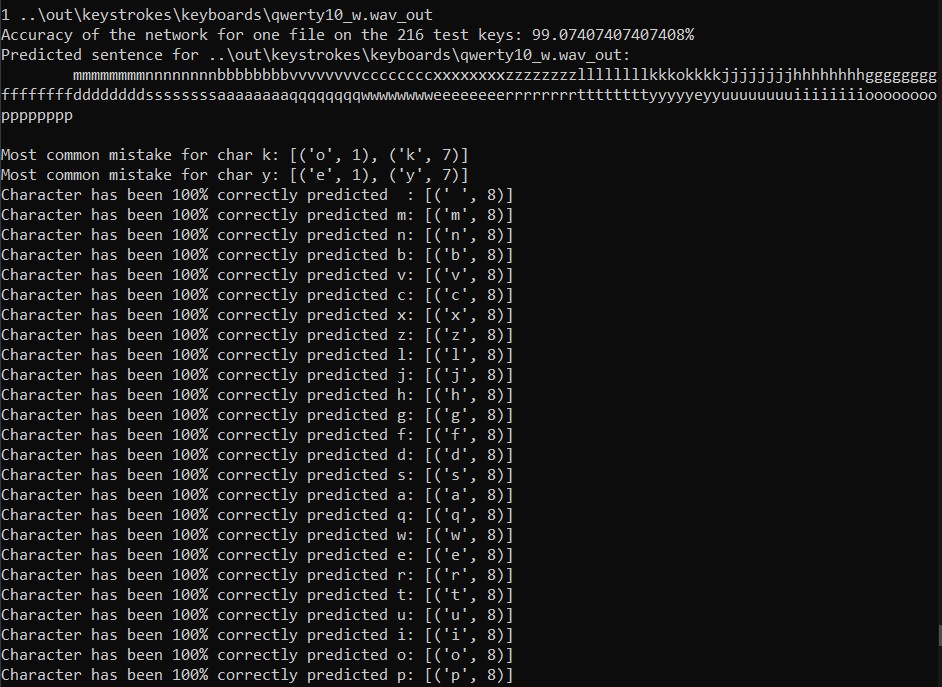 1 ..\out\keystrokes\keyboards\qwerty10_w.wav_out
Accuracy of the network for one file on the 216 test keys: 99.07407407407408%
Predicted sentence for ..\out\keystrokes\keyboards\qwerty10_w.wav_out:
        mmmmmmmmnnnnnnnnbbbbbbbbvvvvvvvvccccccccxxxxxxxxzzzzzzzzllllllllkkkokkkkjjjjjjjjhhhhhhhhgggggggg
ffffffffddddddddssssssssaaaaaaaaqqqqqqqqwwwwwwwweeeeeeeerrrrrrrrttttttttyyyyyeyyuuuuuuuuiiiiiiiioooooooo
pppppppp
Most common mistake for char k: [('o', 1), ('k', 7)]
Most common mistake for char y: [('e', 1), ('y', 7)]
Character has been 100% correctly predicted  : [(' ', 8)]
Character has been 100% correctly predicted m: [('m', 8)]
Character has been 100% correctly predicted n: [('n', 8)]
Character has been 100% correctly predicted b: [('b', 8)]
Character has been 100% correctly predicted v: [('v', 8)]
Character has been 100% correctly predicted c: [('c', 8)]
Character has been 100% correctly predicted x: [('x', 8)]
Character has been 100% correctly predicted z: [('z', 8)]
Character has been 100% correctly predicted l: [('l', 8)]
Character has been 100% correctly predicted j: [('j', 8)]
Character has been 100% correctly predicted h: [('h', 8)]
Character has been 100% correctly predicted g: [('g', 8)]
Character has been 100% correctly predicted f: [('f', 8)]
Character has been 100% correctly predicted d: [('d', 8)]
Character has been 100% correctly predicted s: [('s', 8)]
Character has been 100% correctly predicted a: [('a', 8)]
Character has been 100% correctly predicted q: [('q', 8)]
Character has been 100% correctly predicted w: [('w', 8)]
Character has been 100% correctly predicted e: [('e', 8)]
Character has been 100% correctly predicted r: [('r', 8)]
Character has been 100% correctly predicted t: [('t', 8)]
Character has been 100% correctly predicted u: [('u', 8)]
Character has been 100% correctly predicted i: [('i', 8)]
Character has been 100% correctly predicted o: [('o', 8)]
Character has been 100% correctly predicted p: [('p', 8)]